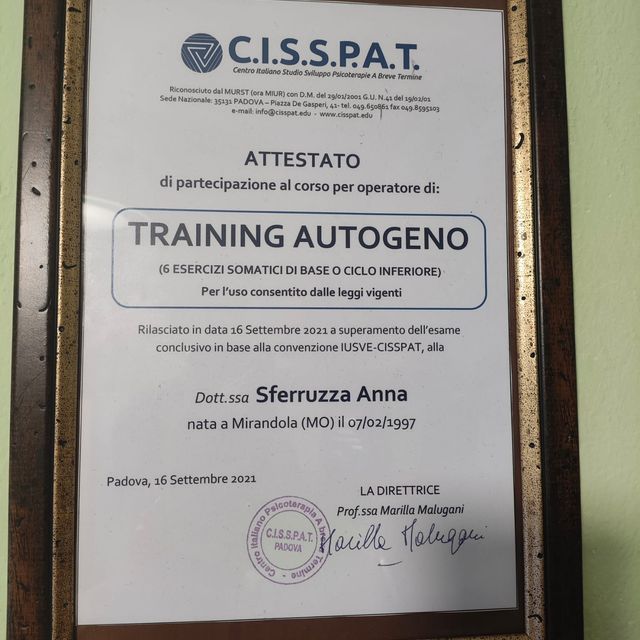 C.I.S.S.P.A.T.
Centro Italiano Studio Sviluppo Psicoterapie A Breve Termine
Riconosciuto dal MURST (ora MIUR) con D.M. del 29/01/2001 G.U. N.41 del 19/02/01
Sede Nazionale: 35131 PADOVA – Piazza De Gasperi, 41- tel. 049.650861 fax 049.8595103
e-mail: info@cisspat.edu - www.cisspat.edu
ATTESTATO
di partecipazione al corso per operatore di:
TRAINING AUTOGENO
(6 ESERCIZI SOMATICI DI BASE O CICLO INFERIORE)
Per l'uso consentito dalle leggi vigenti
Rilasciato in data 16 Settembre 2021 a superamento dell'esame
conclusivo in base alla convenzione IUSVE-CISSPAT, alla
Dott.ssa Sferruzza Anna
nata a Mirandola (MO) il 07/02/1997
Padova, 16 Settembre 2021
LA DIRETTRICE
Prof.ssa Marilla Malugani
Marilla Malugani
Centro Italiano Psicoterapia A breve Termine
C.I.S.S.P.A.T.
PADOVA